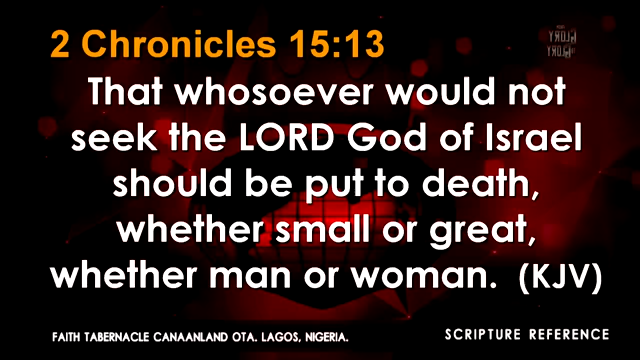 2 Chronicles 15:13
That whosoever would not
seek the LORD God of Israel
should be put to death,
whether small or great,
whether man or woman. (KJV)
FAITH TABERNACLE CANAANLAND OTA. LAGOS, NIGERIA.
SCRIPTURE REFERENCE